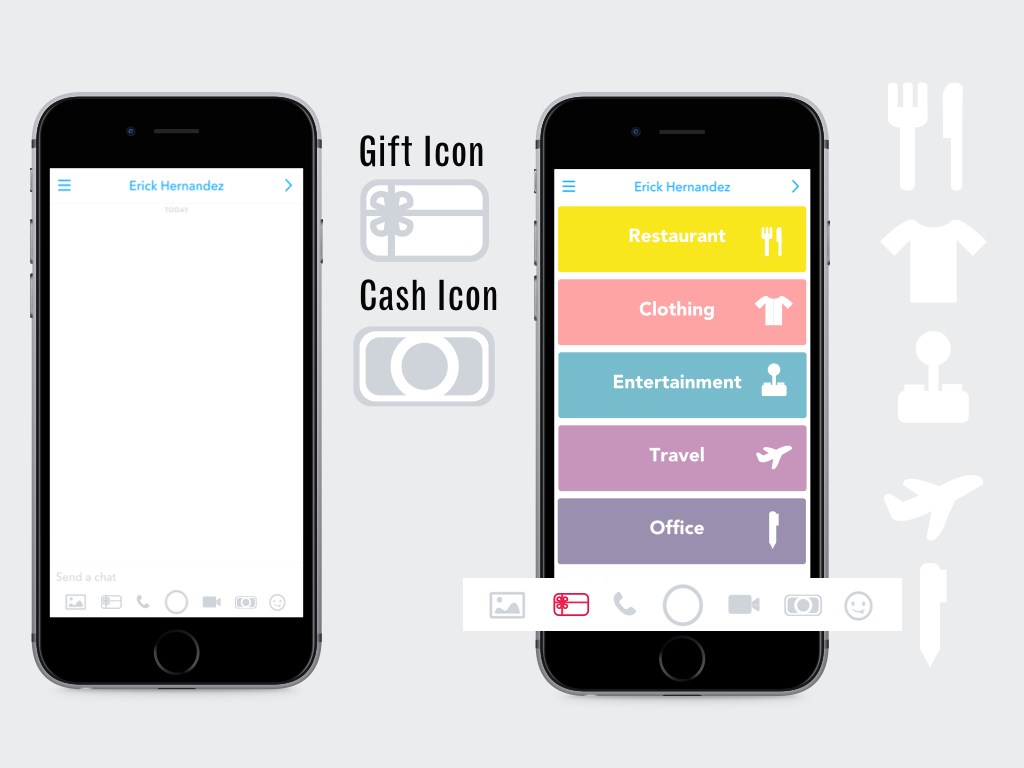 Erick Hernandez
TODAY
Send a chat
Gift Icon
Cash Icon
Erick Hernandez
Restaurant
Clothing
Entertainment
Travel
Office